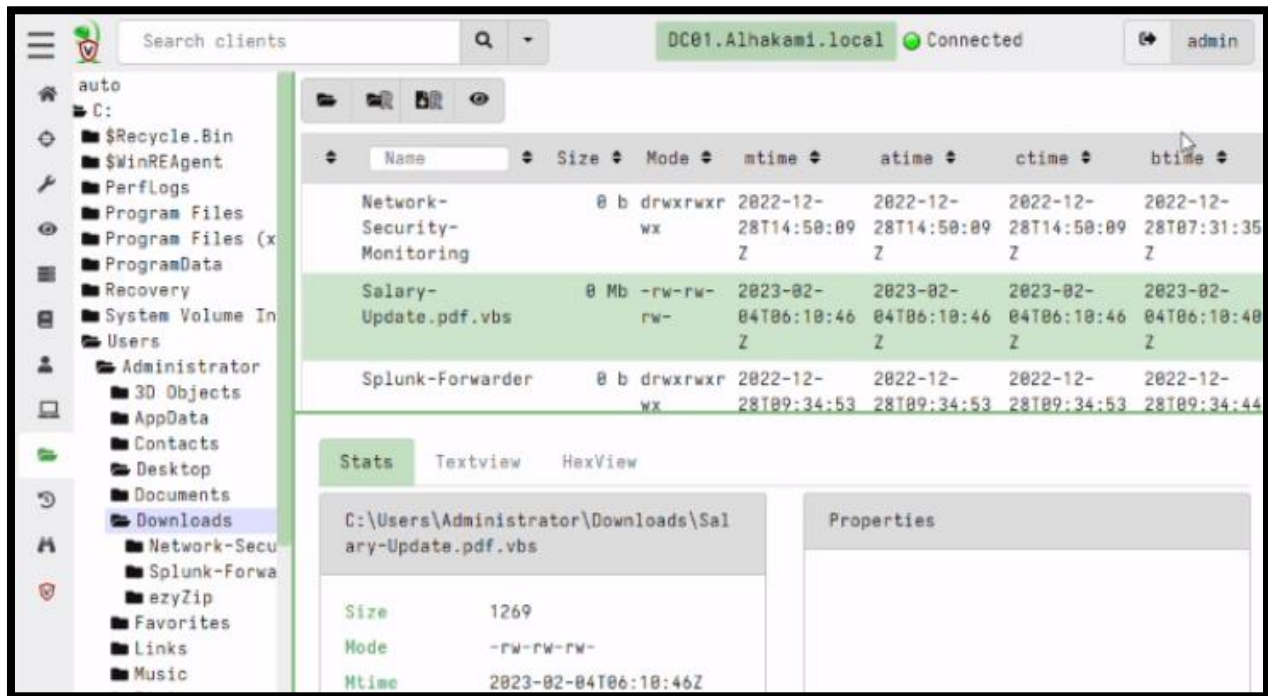 Search clients
DC01.Alhakami.local Connected admin
auto
C:
$Recycle.Bin
$WinREAgent
PerfLogs
Program Files
Program Files (x
ProgramData
Recovery
System Volume In
Users
Administrator
3D Objects
AppData
Contacts
Desktop
Documents
Downloads
Network-Secu
Splunk-Forwa
ezyZip
Favorites
Links
Music
Name Size Mode mtime atime ctime btime
Network- 0 b drwxrwxr 2022-12- 2022-12- 2022-12- 2022-12-
Security- wx 28T14:50:09 28T14:50:09 28T14:50:09 28T07:31:35
Monitoring Z Z Z Z
Salary- 0 Mb -rw-rw- 2023-02- 2023-02- 2023-02- 2023-02-
Update.pdf.vbs rw- 04T06:10:46 04T06:10:46 04T06:10:46 04T06:10:40
Z Z Z Z
Splunk-Forwarder 0 b drwxrwxr 2022-12- 2022-12- 2022-12- 2022-12-
wx 28T09:34:53 28T09:34:53 28T09:34:53 28T09:34:44
Stats Textview HexView
C:\Users\Administrator\Downloads\Sal
ary-Update.pdf.vbs
Properties
Size 1269
Mode -rw-rw-rw-
Mtime 2023-02-04T06:10:46Z